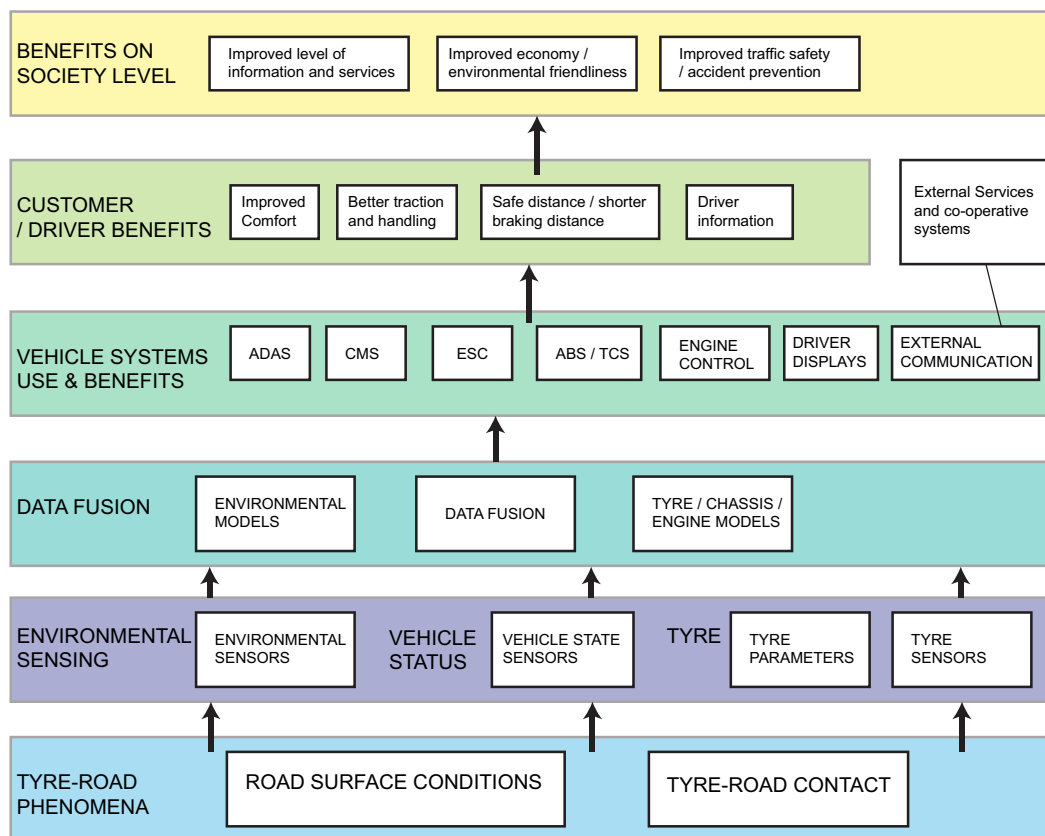 BENEFITS ON
SOCIETY LEVEL
Improved level of
information and services
Improved economy /
environmental friendliness
Improved traffic safety
/ accident prevention
CUSTOMER
/ DRIVER BENEFITS
Improved
Comfort
Better traction
and handling
Safe distance / shorter
braking distance
Driver
information
External Services
and co-operative
systems
VEHICLE SYSTEMS
USE & BENEFITS
ADAS
CMS
ESC
ABS / TCS
ENGINE
CONTROL
DRIVER
DISPLAYS
EXTERNAL
COMMUNICATION
DATA FUSION
ENVIRONMENTAL
MODELS
DATA FUSION
TYRE / CHASSIS /
ENGINE MODELS
ENVIRONMENTAL
SENSING
ENVIRONMENTAL
SENSORS
VEHICLE
STATUS
VEHICLE STATE
SENSORS
TYRE
TYRE
PARAMETERS
TYRE
SENSORS
TYRE-ROAD
PHENOMENA
ROAD SURFACE CONDITIONS
TYRE-ROAD CONTACT